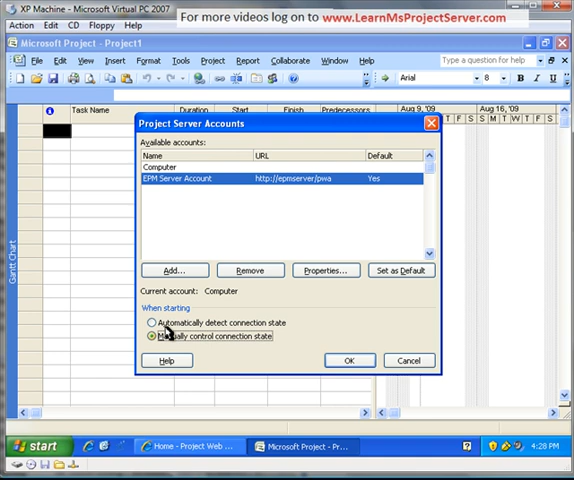 XP Machine - Microsoft Virtual PC 2007
For more videos log on to www.LearnMsProjectServer.com
Action Edit CD Floppy Help
Microsoft Project - Project1
File Edit View Insert Format Tools Project Report Collaborate Window Help
Type a question for help
Arial 8 B I U
Task Name Duration Start Finish Predecessors
Aug 9, '09 Aug 16, '09
T F S S M T W T F S S
Gantt Chart
Project Server Accounts
Available accounts:
Name URL Default
Computer
EPM Server Account http://epmserver/pwa Yes
Add... Remove Properties... Set as Default
Current account: Computer
When starting
Automatically detect connection state
Manually control connection state
Help OK Cancel
start Home - Project Web ... Microsoft Project - Pr... 4:28 PM